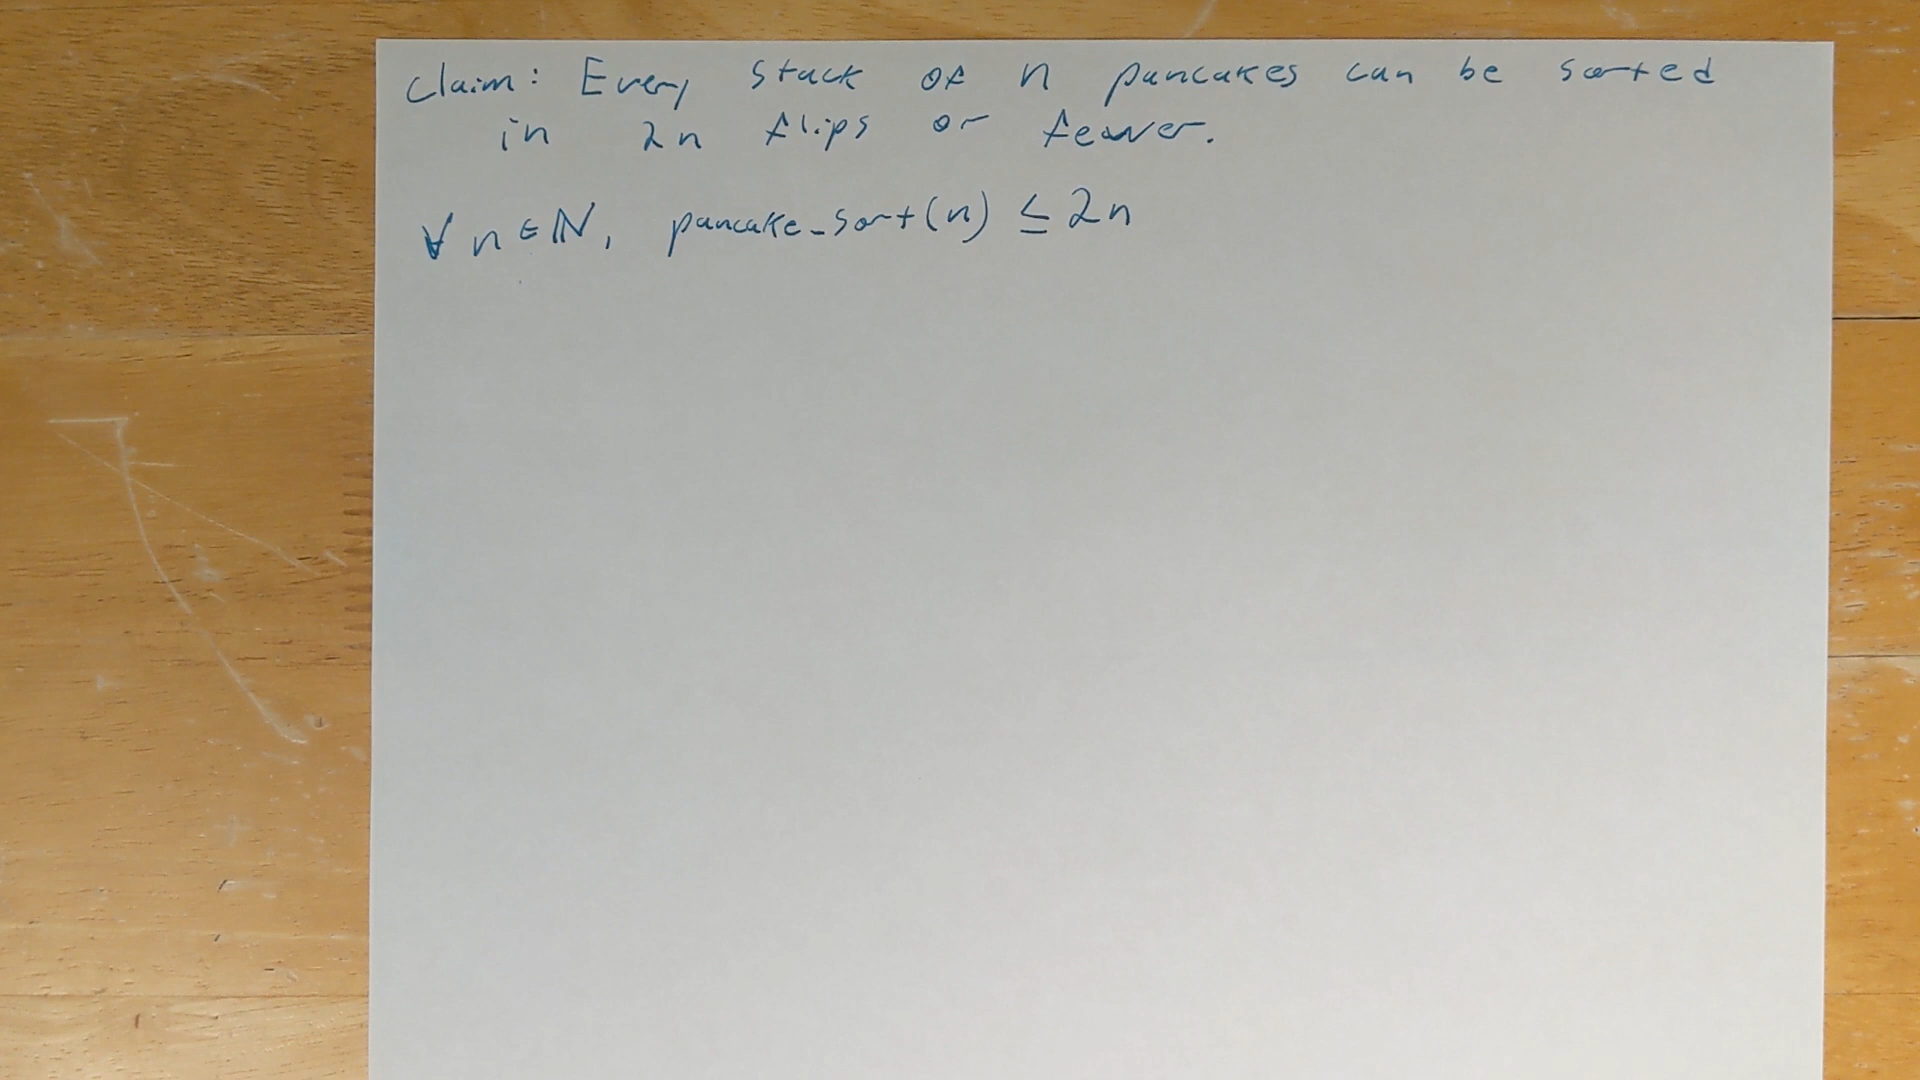 Claim: Every stack of n pancakes can be sorted
in 2n flips or fewer.
∀ n ∈ ℕ, pancake_sort(n) ≤ 2n